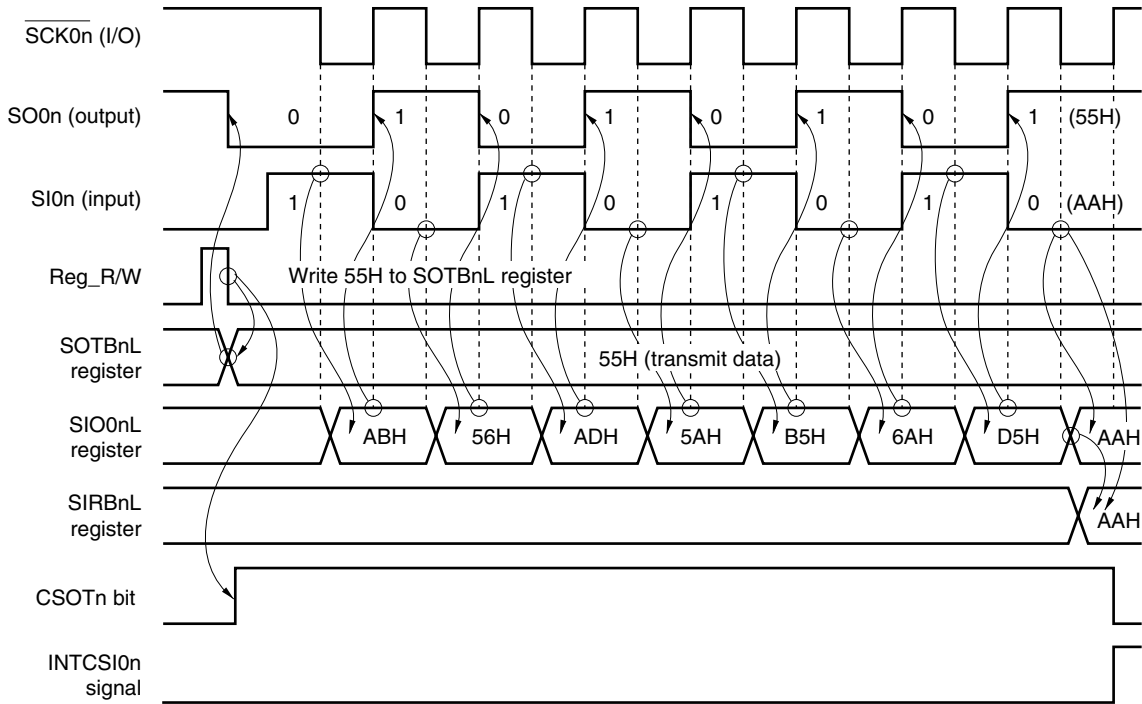 SCK0n (I/O)
SO0n (output) 0 1 0 1 0 1 0 1 (55H)
SI0n (input) 1 0 1 0 1 0 1 0 (AAH)
Reg_R/W Write 55H to SOTBnL register
SOTBnL
register
55H (transmit data)
SIO0nL
register
ABH 56H ADH 5AH B5H 6AH D5H AAH
SIRBnL
register
AAH
CSOTn bit
INTCSI0n
signal